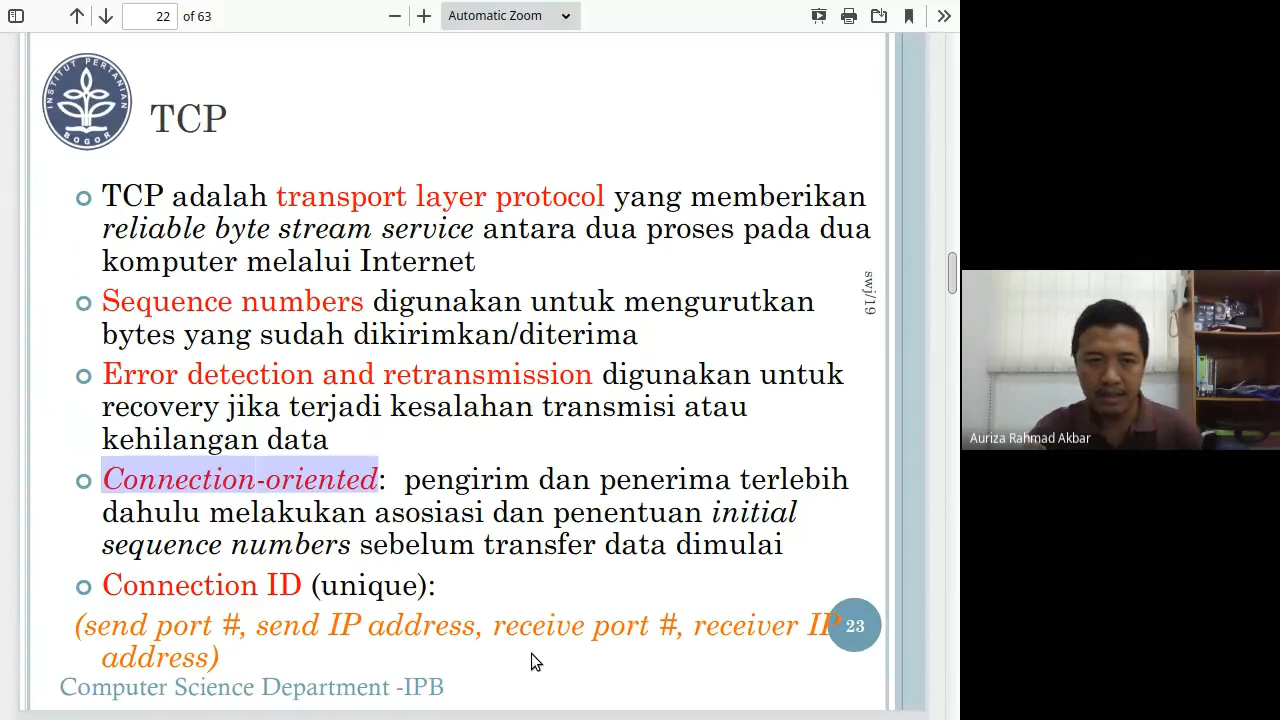 22 of 63
Automatic Zoom
INSTITUT PERTANIAN
BOGOR
TCP
TCP adalah transport layer protocol yang memberikan
reliable byte stream service antara dua proses pada dua
komputer melalui Internet
Sequence numbers digunakan untuk mengurutkan
bytes yang sudah dikirimkan/diterima
Error detection and retransmission digunakan untuk
recovery jika terjadi kesalahan transmisi atau
kehilangan data
Connection-oriented: pengirim dan penerima terlebih
dahulu melakukan asosiasi dan penentuan initial
sequence numbers sebelum transfer data dimulai
Connection ID (unique):
(send port #, send IP address, receive port #, receiver IP
address)
swj/19
23
Computer Science Department -IPB
Auriza Rahmad Akbar